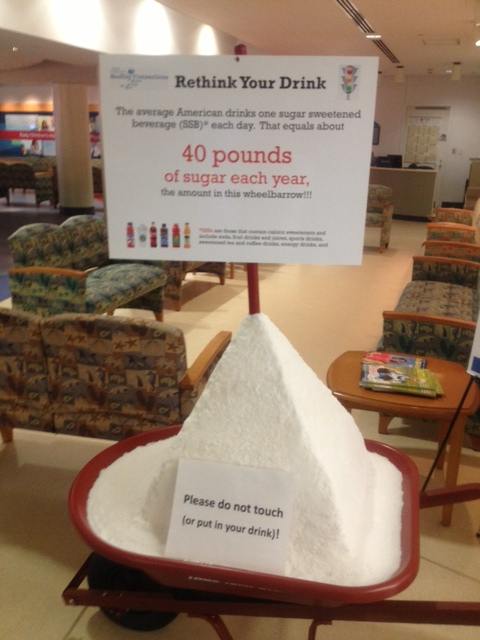 Rethink Your Drink
The average American drinks one sugar sweetened
beverage (SSB)* each day. That equals about
40 pounds
of sugar each year,
the amount in this wheelbarrow!!!
*SSBs are those that contain caloric sweeteners and
include soda, fruit drinks and juices, sports drinks,
sweetened tea and coffee drinks, energy drinks, and
Please do not touch
(or put in your drink)!